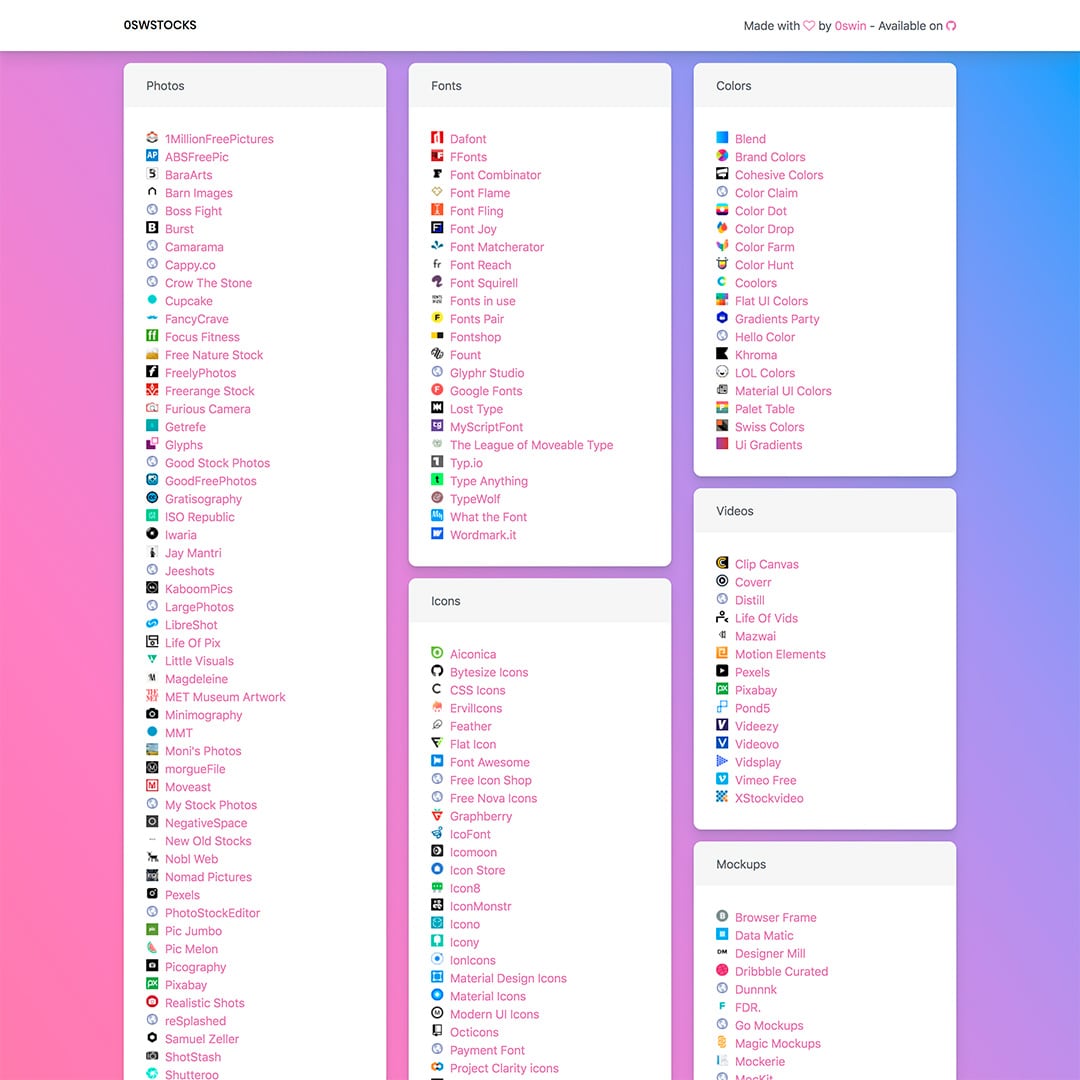 0SWSTOCKS
Made with by 0swin - Available on
Photos
1MillionFreePictures
ABSFreePic
BaraArts
Barn Images
Boss Fight
Burst
Camarama
Cappy.co
Crow The Stone
Cupcake
FancyCrave
Focus Fitness
Free Nature Stock
FreelyPhotos
Freerange Stock
Furious Camera
Getrefe
Glyphs
Good Stock Photos
GoodFreePhotos
Gratisography
ISO Republic
Iwaria
Jay Mantri
Jeeshots
KaboomPics
LargePhotos
LibreShot
Life Of Pix
Little Visuals
Magdeleine
MET Museum Artwork
Minimography
MMT
Moni's Photos
morgueFile
Moveast
My Stock Photos
NegativeSpace
New Old Stocks
Nobl Web
Nomad Pictures
Pexels
PhotoStockEditor
Pic Jumbo
Pic Melon
Picography
Pixabay
Realistic Shots
reSplashed
Samuel Zeller
ShotStash
Shutteroo
Fonts
Dafont
FFonts
Font Combinator
Font Flame
Font Fling
Font Joy
Font Matcherator
Font Reach
Font Squirell
Fonts in use
Fonts Pair
Fontshop
Fount
Glyphr Studio
Google Fonts
Lost Type
MyScriptFont
The League of Moveable Type
Typ.io
Type Anything
TypeWolf
What the Font
Wordmark.it
Icons
Aiconica
Bytesize Icons
CSS Icons
ErvilIcons
Feather
Flat Icon
Font Awesome
Free Icon Shop
Free Nova Icons
Graphberry
IcoFont
Icomoon
Icon Store
Icon8
IconMonstr
Icono
Icony
IonIcons
Material Design Icons
Material Icons
Modern UI Icons
Octicons
Payment Font
Project Clarity icons
Colors
Blend
Brand Colors
Cohesive Colors
Color Claim
Color Dot
Color Drop
Color Farm
Color Hunt
Coolors
Flat UI Colors
Gradients Party
Hello Color
Khroma
LOL Colors
Material UI Colors
Palet Table
Swiss Colors
Ui Gradients
Videos
Clip Canvas
Coverr
Distill
Life Of Vids
Mazwai
Motion Elements
Pexels
Pixabay
Pond5
Videezy
Videovo
Vidsplay
Vimeo Free
XStockvideo
Mockups
Browser Frame
Data Matic
Designer Mill
Dribbble Curated
Dunnnk
FDR.
Go Mockups
Magic Mockups
Mockerie
MocKit